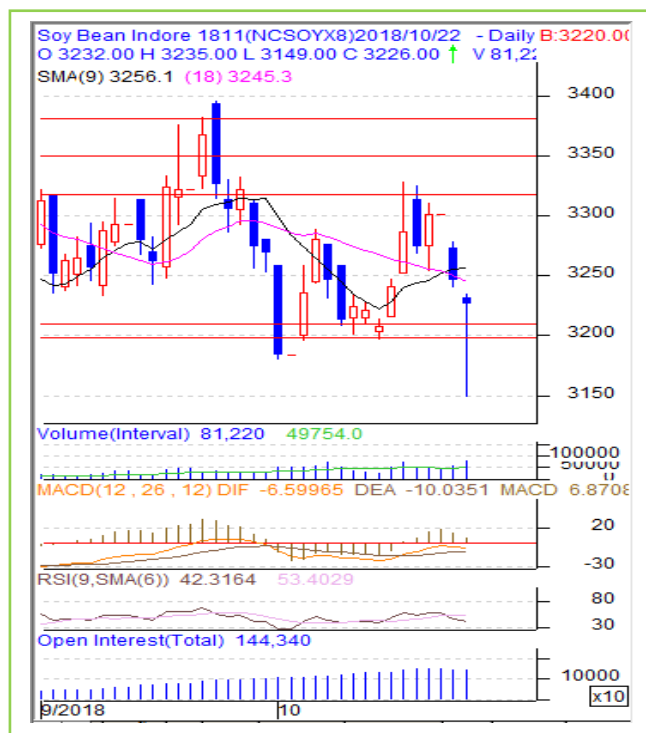 Soy Bean Indore 1811(NCSOYX8)2018/10/22 - Daily B:3220.00
O 3232.00 H 3235.00 L 3149.00 C 3226.00 V 81,22
SMA(9) 3256.1 (18) 3245.3
3400
3350
3300
3250
3200
3150
Volume(Interval) 81,220 49754.0
100000
50000
0
MACD(12 , 26 , 12) DIF -6.59965 DEA -10.0351 MACD 6.8708
20
-30
RSI(9,SMA(6)) 42.3164 53.4029
80
30
Open Interest(Total) 144,340
10000
x10
9/2018 10